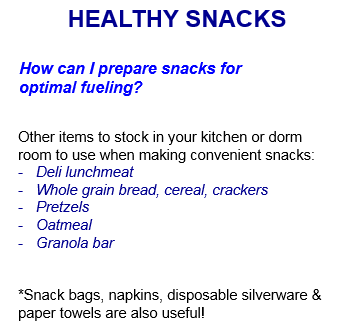 HEALTHY SNACKS
How can I prepare snacks for
optimal fueling?
Other items to stock in your kitchen or dorm
room to use when making convenient snacks:
- Deli lunchmeat
- Whole grain bread, cereal, crackers
- Pretzels
- Oatmeal
- Granola bar
*Snack bags, napkins, disposable silverware &
paper towels are also useful!